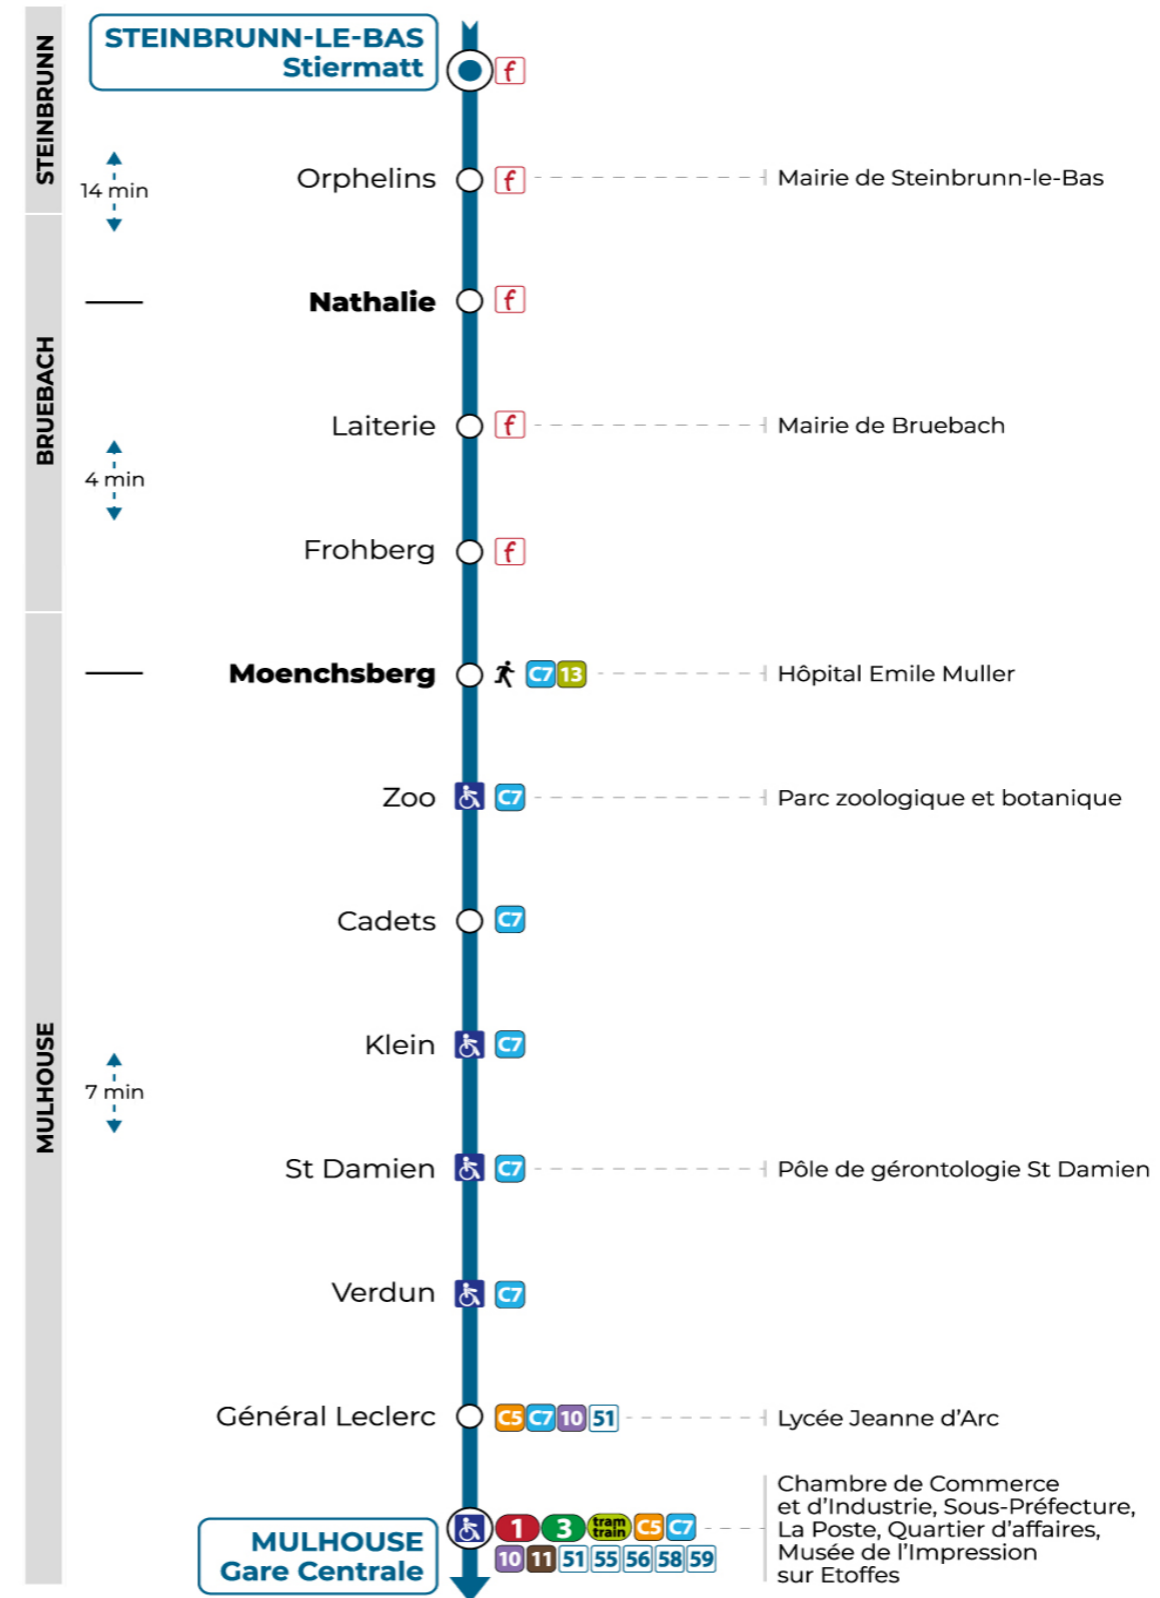 STEINBRUNN
STEINBRUNN-LE-BAS
Stiermatt
f
14 min
Orphelins
f
Mairie de Steinbrunn-le-Bas
Nathalie
f
BRUEBACH
Laiterie
f
Mairie de Bruebach
4 min
Frohberg
f
MULHOUSE
Moenchsberg
C7 13
Hôpital Emile Muller
Zoo
C7
Parc zoologique et botanique
Cadets
C7
Klein
C7
7 min
St Damien
C7
Pôle de gérontologie St Damien
Verdun
C7
Général Leclerc
C5 C7 10 51
Lycée Jeanne d'Arc
MULHOUSE
Gare Centrale
1 3 tram train C5 C7
10 11 51 55 56 58 59
Chambre de Commerce
et d'Industrie, Sous-Préfecture,
La Poste, Quartier d'affaires,
Musée de l'Impression
sur Etoffes